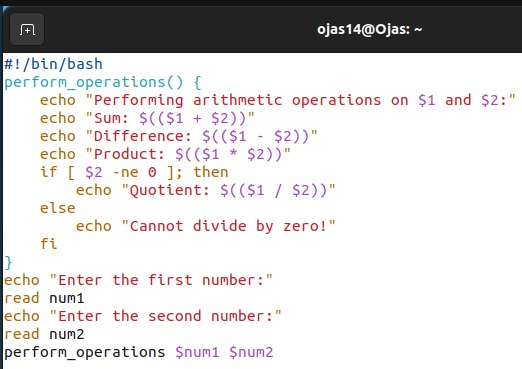 ojas14@Ojas: ~
#!/bin/bash
perform_operations() {
    echo "Performing arithmetic operations on $1 and $2:"
    echo "Sum: $(($1 + $2))"
    echo "Difference: $(($1 - $2))"
    echo "Product: $(($1 * $2))"
    if [ $2 -ne 0 ]; then
        echo "Quotient: $(($1 / $2))"
    else
        echo "Cannot divide by zero!"
    fi
}
echo "Enter the first number:"
read num1
echo "Enter the second number:"
read num2
perform_operations $num1 $num2